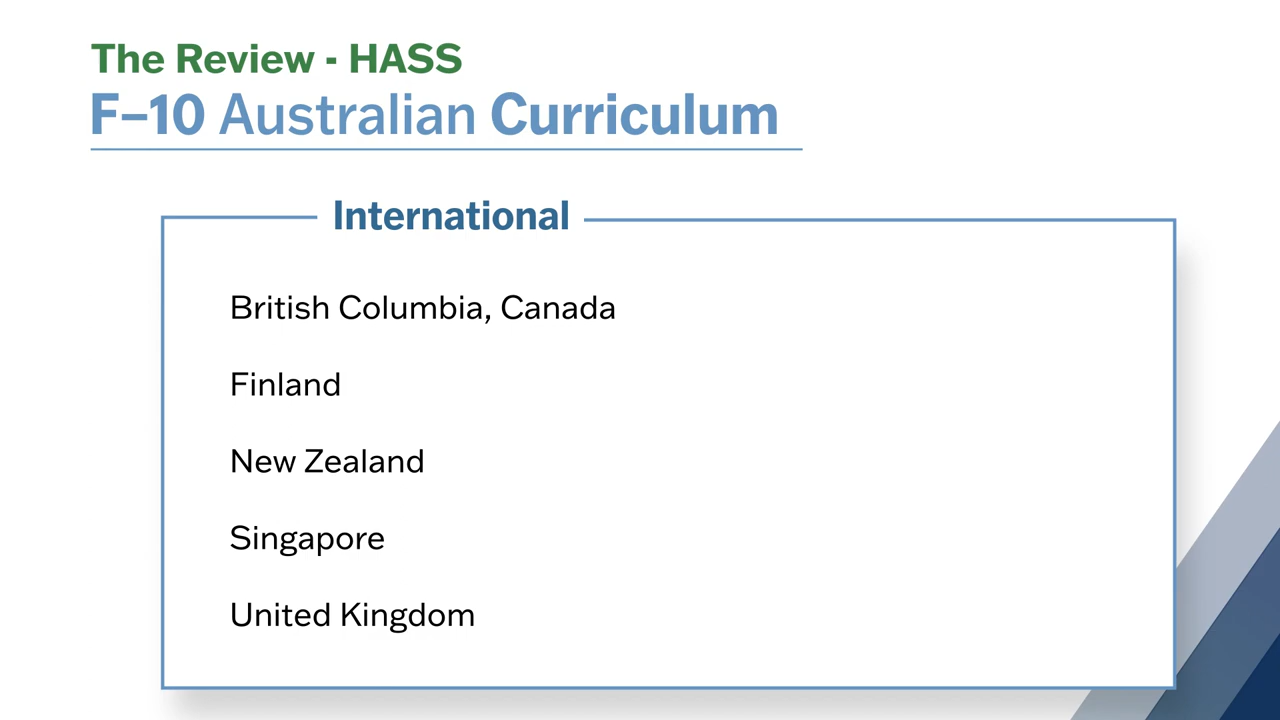 The Review - HASS
F–10 Australian Curriculum
International
British Columbia, Canada
Finland
New Zealand
Singapore
United Kingdom